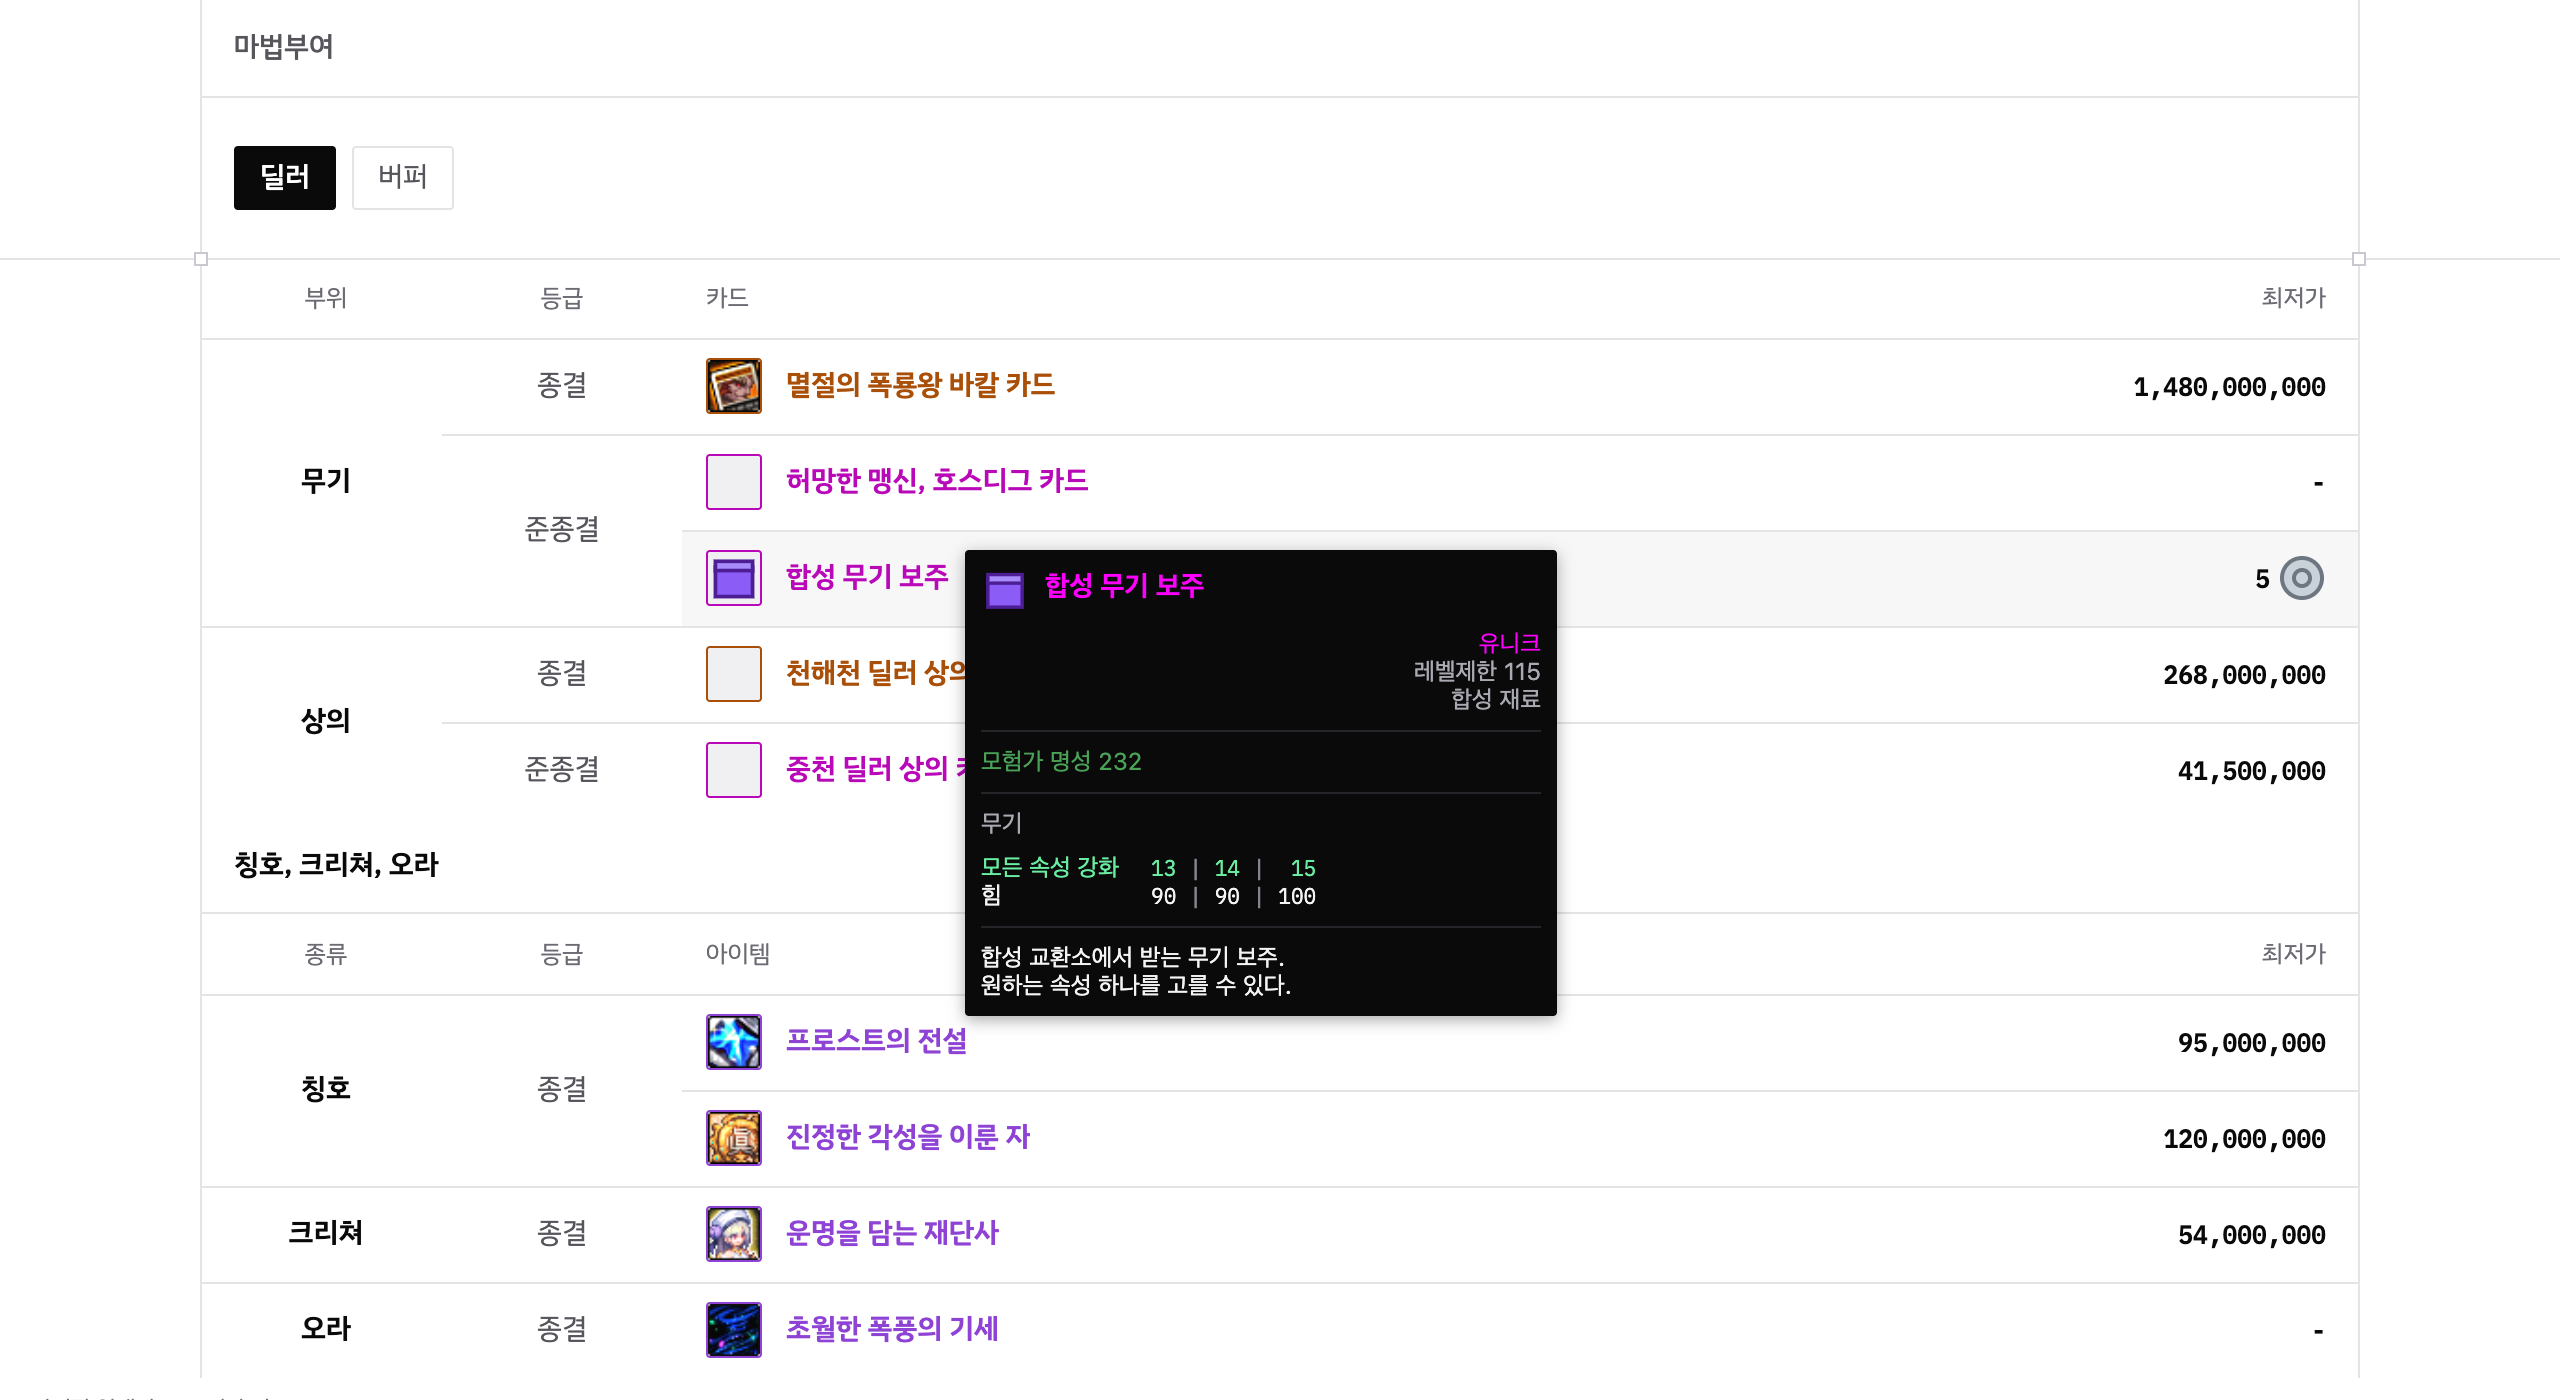 마법부여
딜러 버퍼
부위 등급 카드 최저가
무기 종결 멸절의 폭룡왕 바칼 카드 1,480,000,000
준종결 허망한 맹신, 호스디그 카드 -
합성 무기 보주 5
합성 무기 보주
유니크
레벨제한 115
합성 재료
모험가 명성 232
무기
모든 속성 강화 13 | 14 | 15
힘 90 | 90 | 100
합성 교환소에서 받는 무기 보주.
원하는 속성 하나를 고를 수 있다.
상의 종결 천해천 딜러 268,000,000
준종결 중천 딜러 상의 41,500,000
칭호, 크리쳐, 오라
종류 등급 아이템 최저가
칭호 종결 프로스트의 전설 95,000,000
진정한 각성을 이룬 자 120,000,000
크리쳐 종결 운명을 담는 재단사 54,000,000
오라 종결 초월한 폭풍의 기세 -